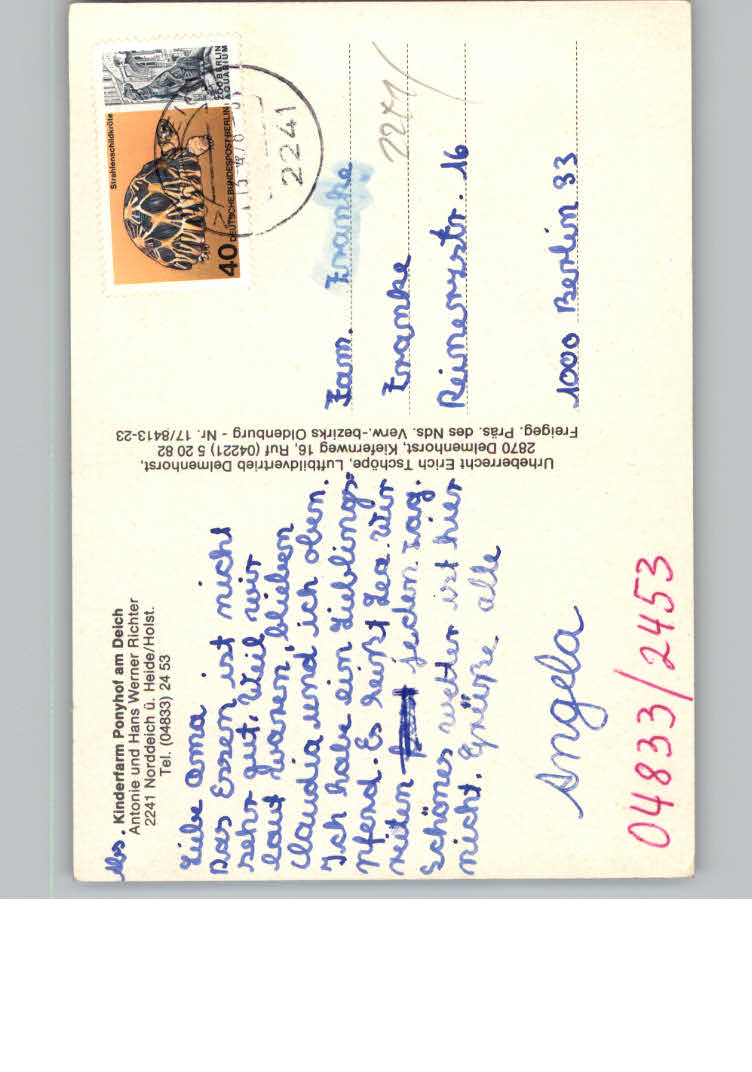 Abs. Kinderfarm Ponyhof am Deich
Antonie und Hans Werner Richter
2241 Norddeich ü. Heide/Holst.
Tel. (04833) 24 53
Liebe Oma
Das Essen ist nicht
sehr gut. Weil wir
laut waren, blieben
Claudia und ich oben.
Ich habe ein Lieblings-
pferd. Es heißt Lea. Wir
reiten jeden Tag.
Schönes wetter ist hier
nicht. Grüße alle
Angela
04833/2453
Urheberrecht Erich Tschöpe, Luftbildvertrieb Delmenhorst,
2870 Delmenhorst, Kiefernweg 16, Ruf (04221) 5 20 82
Freigeg. Präs. des Nds. Verw.-bezirks Oldenburg - Nr. 17/8413-23
Strahlenschildkröte
40 DEUTSCHE BUNDESPOST BERLIN
ZOO BERLIN
AQUARIUM
2241
Fam. Franke
2241/
Franke
Reinerzstr. 16
1000 Berlin 33